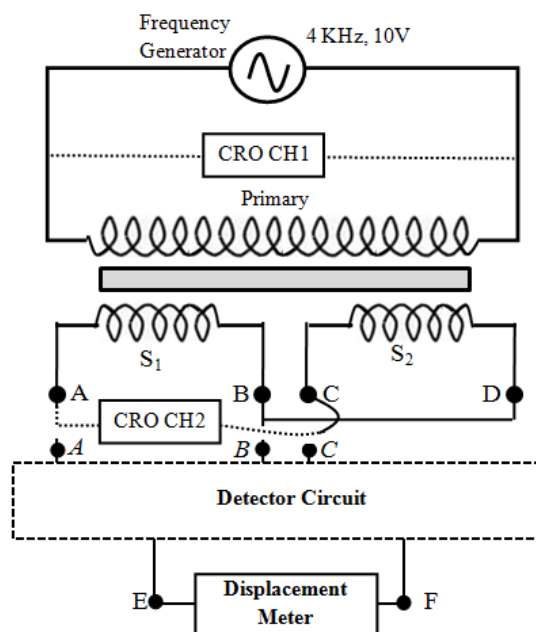 Frequency
Generator
4 KHz, 10V
CRO CH1
Primary
S1
S2
A
B
C
D
CRO CH2
A
B
C
Detector Circuit
E
Displacement
Meter
F